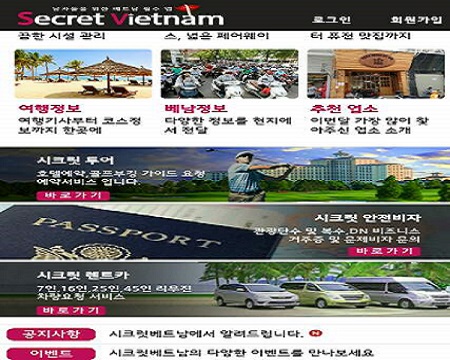 남자들을 위한 베트남 필수 앱
Secret Vietnam
로그인 회원가입
끔한 시설 관리
스, 넓은 페어웨이
터 퓨전 맛집까지
여행정보
여행기사부터 코스정
보까지 한곳에
베남정보
다양한 정보를 현지에
서 전달
추천 업소
이먼달 가장 많이 찾
아주신 업소 소개
시크릿 투어
호텔예약,골프부킹 가이드 요청
예약서비스 입니다.
바로가기
PASSPORT
시크릿 안전비자
관광단수 및 복수,DN 비즈니스
거주증 및 문제비자 문의
바로가기
시크릿 렌트카
7인,16인,25인,45인 리무진
차량요청 서비스
바로가기
공지사항 시크릿베트남에서 알려드립니다. N
이벤트 시크릿베트남의 다양한 이벤트를 만나보세요